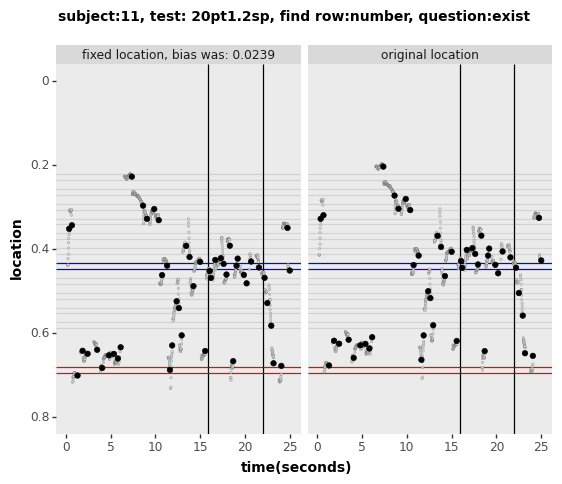 subject:11, test: 20pt1.2sp, find row:number, question:exist
fixed location, bias was: 0.0239
original location
0
0.2
0.4
0.6
0.8
location
0 5 10 15 20 25
0 5 10 15 20 25
time(seconds)